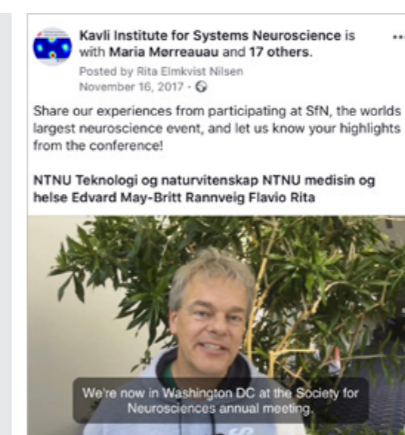 Kavli Institute for Systems Neuroscience is
with Maria Mørreauau and 17 others.
Posted by Rita Elmkvist Nilsen
November 16, 2017 ·
Share our experiences from participating at SfN, the worlds
largest neuroscience event, and let us know your highlights
from the conference!
NTNU Teknologi og naturvitenskap NTNU medisin og
helse Edvard May-Britt Rannveig Flavio Rita
We're now in Washington DC at the Society for
Neurosciences annual meeting.